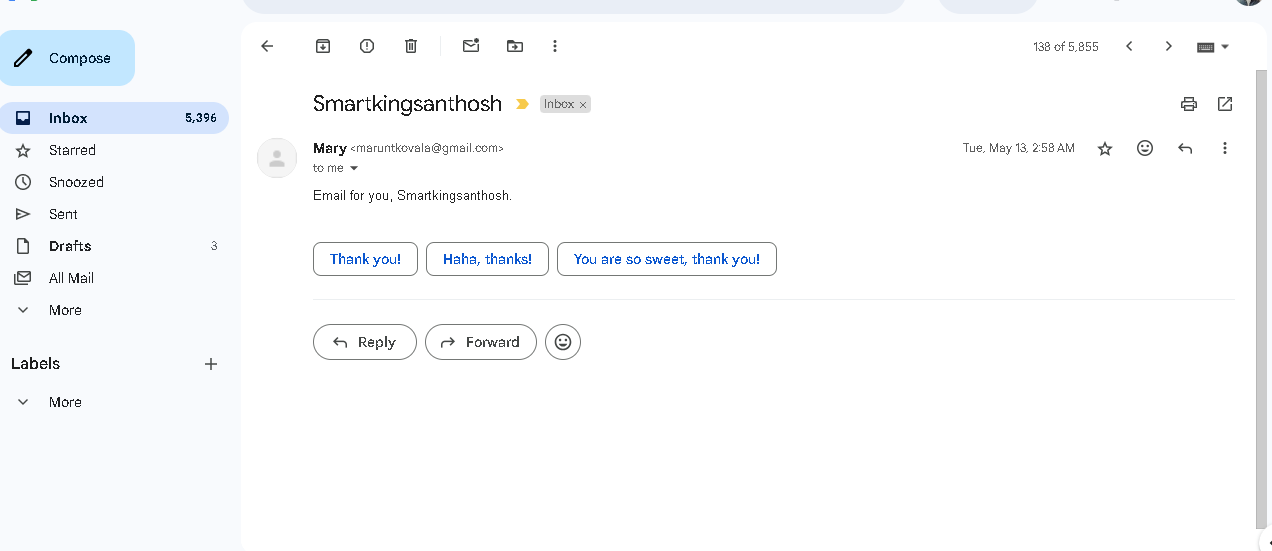 Compose
138 of 5,855
Smartkingsanthosh Inbox ×
Inbox 5,396
Starred
Mary <maruntkovala@gmail.com> Tue, May 13, 2:58 AM
to me
Snoozed
Email for you, Smartkingsanthosh.
Sent
Drafts 3
Thank you! Haha, thanks! You are so sweet, thank you!
All Mail
More
Reply Forward
Labels +
More